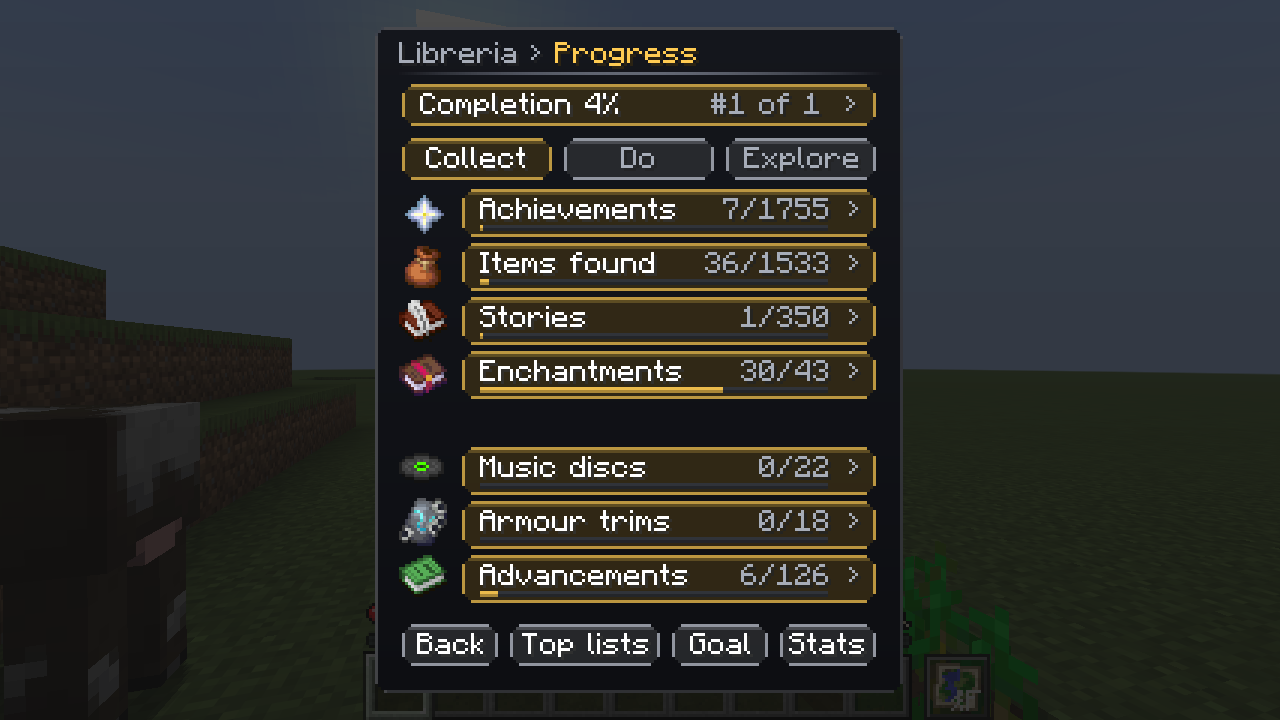 Libreria > Progress
Completion 4% #1 of 1 >
Collect Do Explore
Achievements 7/1755 >
Items found 36/1533 >
Stories 1/350 >
Enchantments 30/43 >
Music discs 0/22 >
Armour trims 0/18 >
Advancements 6/126 >
Back Top lists Goal Stats